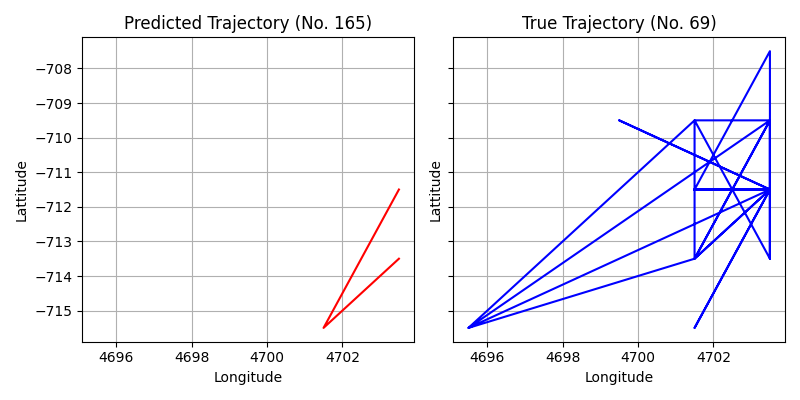 Predicted Trajectory (No. 165)
True Trajectory (No. 69)
Lattitude
−708
−709
−710
−711
−712
−713
−714
−715
4696
4698
4700
4702
Longitude
Lattitude
4696
4698
4700
4702
Longitude